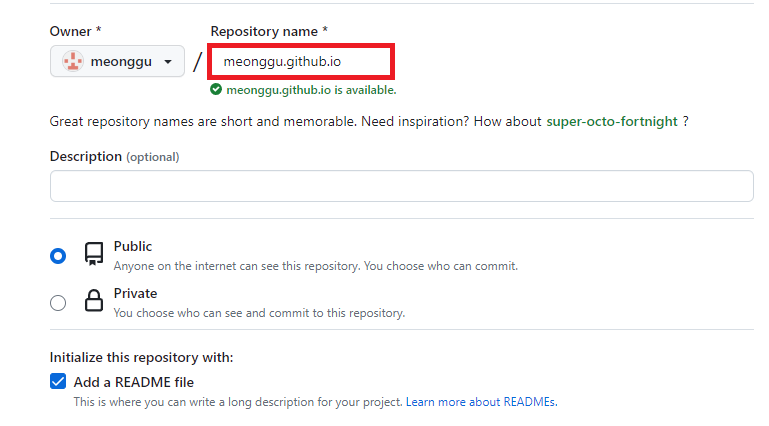 Owner * Repository name *
meonggu / meonggu.github.io
meonggu.github.io is available.
Great repository names are short and memorable. Need inspiration? How about super-octo-fortnight ?
Description (optional)
Public
Anyone on the internet can see this repository. You choose who can commit.
Private
You choose who can see and commit to this repository.
Initialize this repository with:
Add a README file
This is where you can write a long description for your project. Learn more about READMEs.